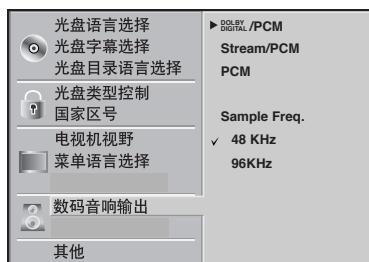 光盘语言选择
光盘字幕选择
光盘目录语言选择
光盘类型控制
国家区号
电视机视野
菜单语言选择
数码音响输出
其他
DOLBY DIGITAL /PCM
Stream/PCM
PCM
Sample Freq.
48 KHz
96KHz